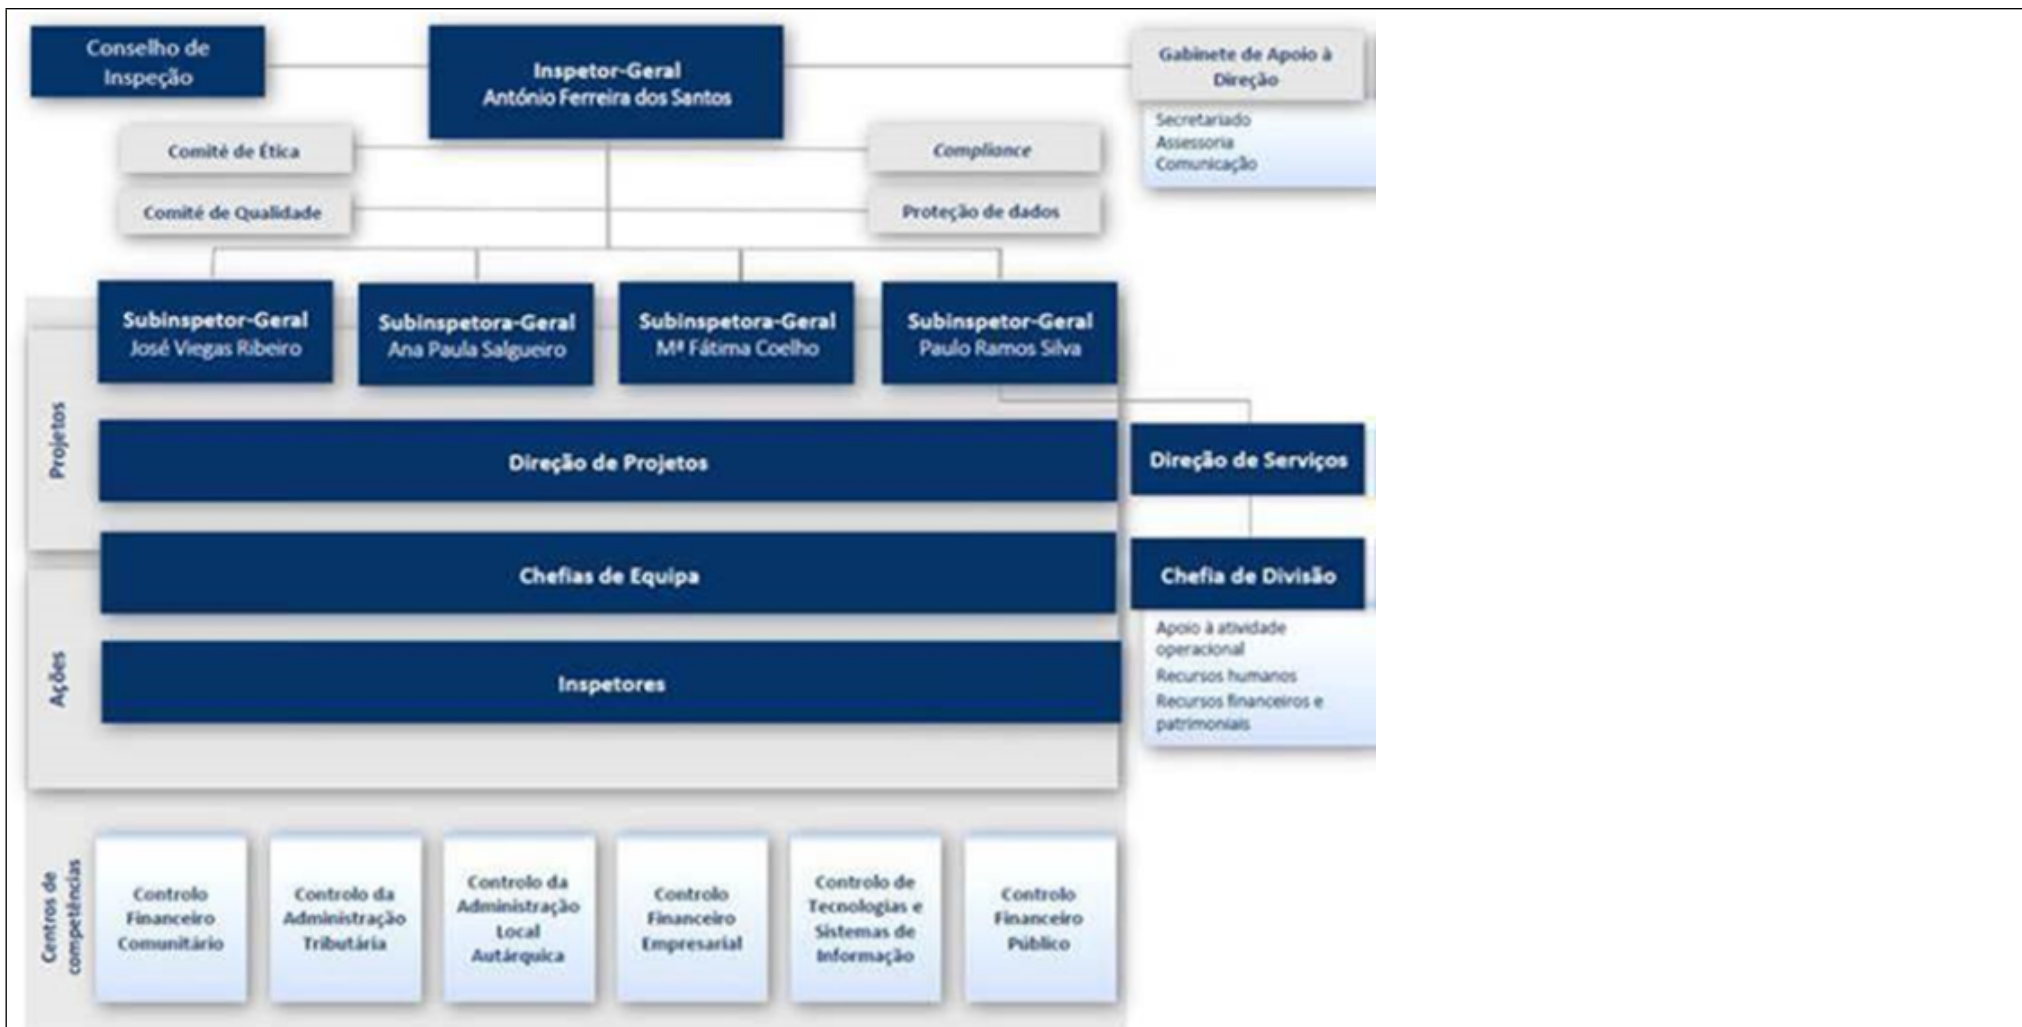 Conselho de
Inspeção
Inspetor-Geral
António Ferreira dos Santos
Gabinete de Apoio à
Direção
Secretariado
Assessoria
Comunicação
Comité de Ética
Compliance
Comité de Qualidade
Proteção de dados
Subinspetor-Geral
José Viegas Ribeiro
Subinspetora-Geral
Ana Paula Salgueiro
Subinspetora-Geral
Mª Fátima Coelho
Subinspetor-Geral
Paulo Ramos Silva
Projetos
Direção de Projetos
Direção de Serviços
Chefias de Equipa
Chefia de Divisão
Apoio à atividade
operacional
Recursos humanos
Recursos financeiros e
patrimoniais
Ações
Inspetores
Centros de
competências
Controlo
Financeiro
Comunitário
Controlo da
Administração
Tributária
Controlo da
Administração
Local
Autárquica
Controlo
Financeiro
Empresarial
Controlo de
Tecnologias e
Sistemas de
Informação
Controlo
Financeiro
Público